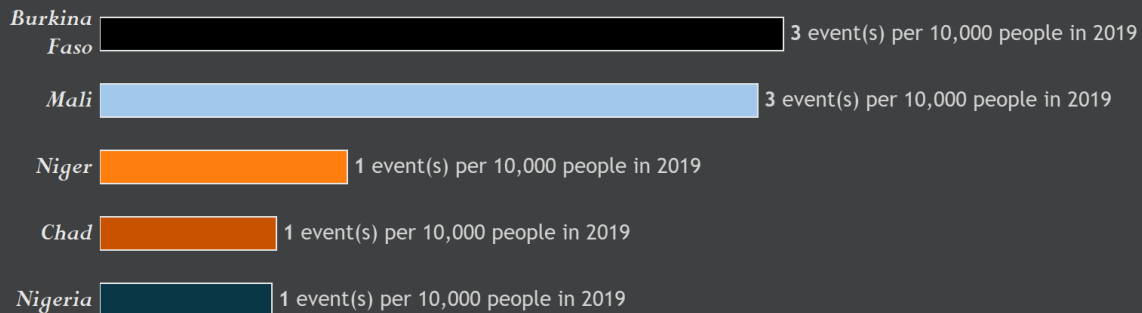 Burkina
Faso
3 event(s) per 10,000 people in 2019
Mali
3 event(s) per 10,000 people in 2019
Niger
1 event(s) per 10,000 people in 2019
Chad
1 event(s) per 10,000 people in 2019
Nigeria
1 event(s) per 10,000 people in 2019